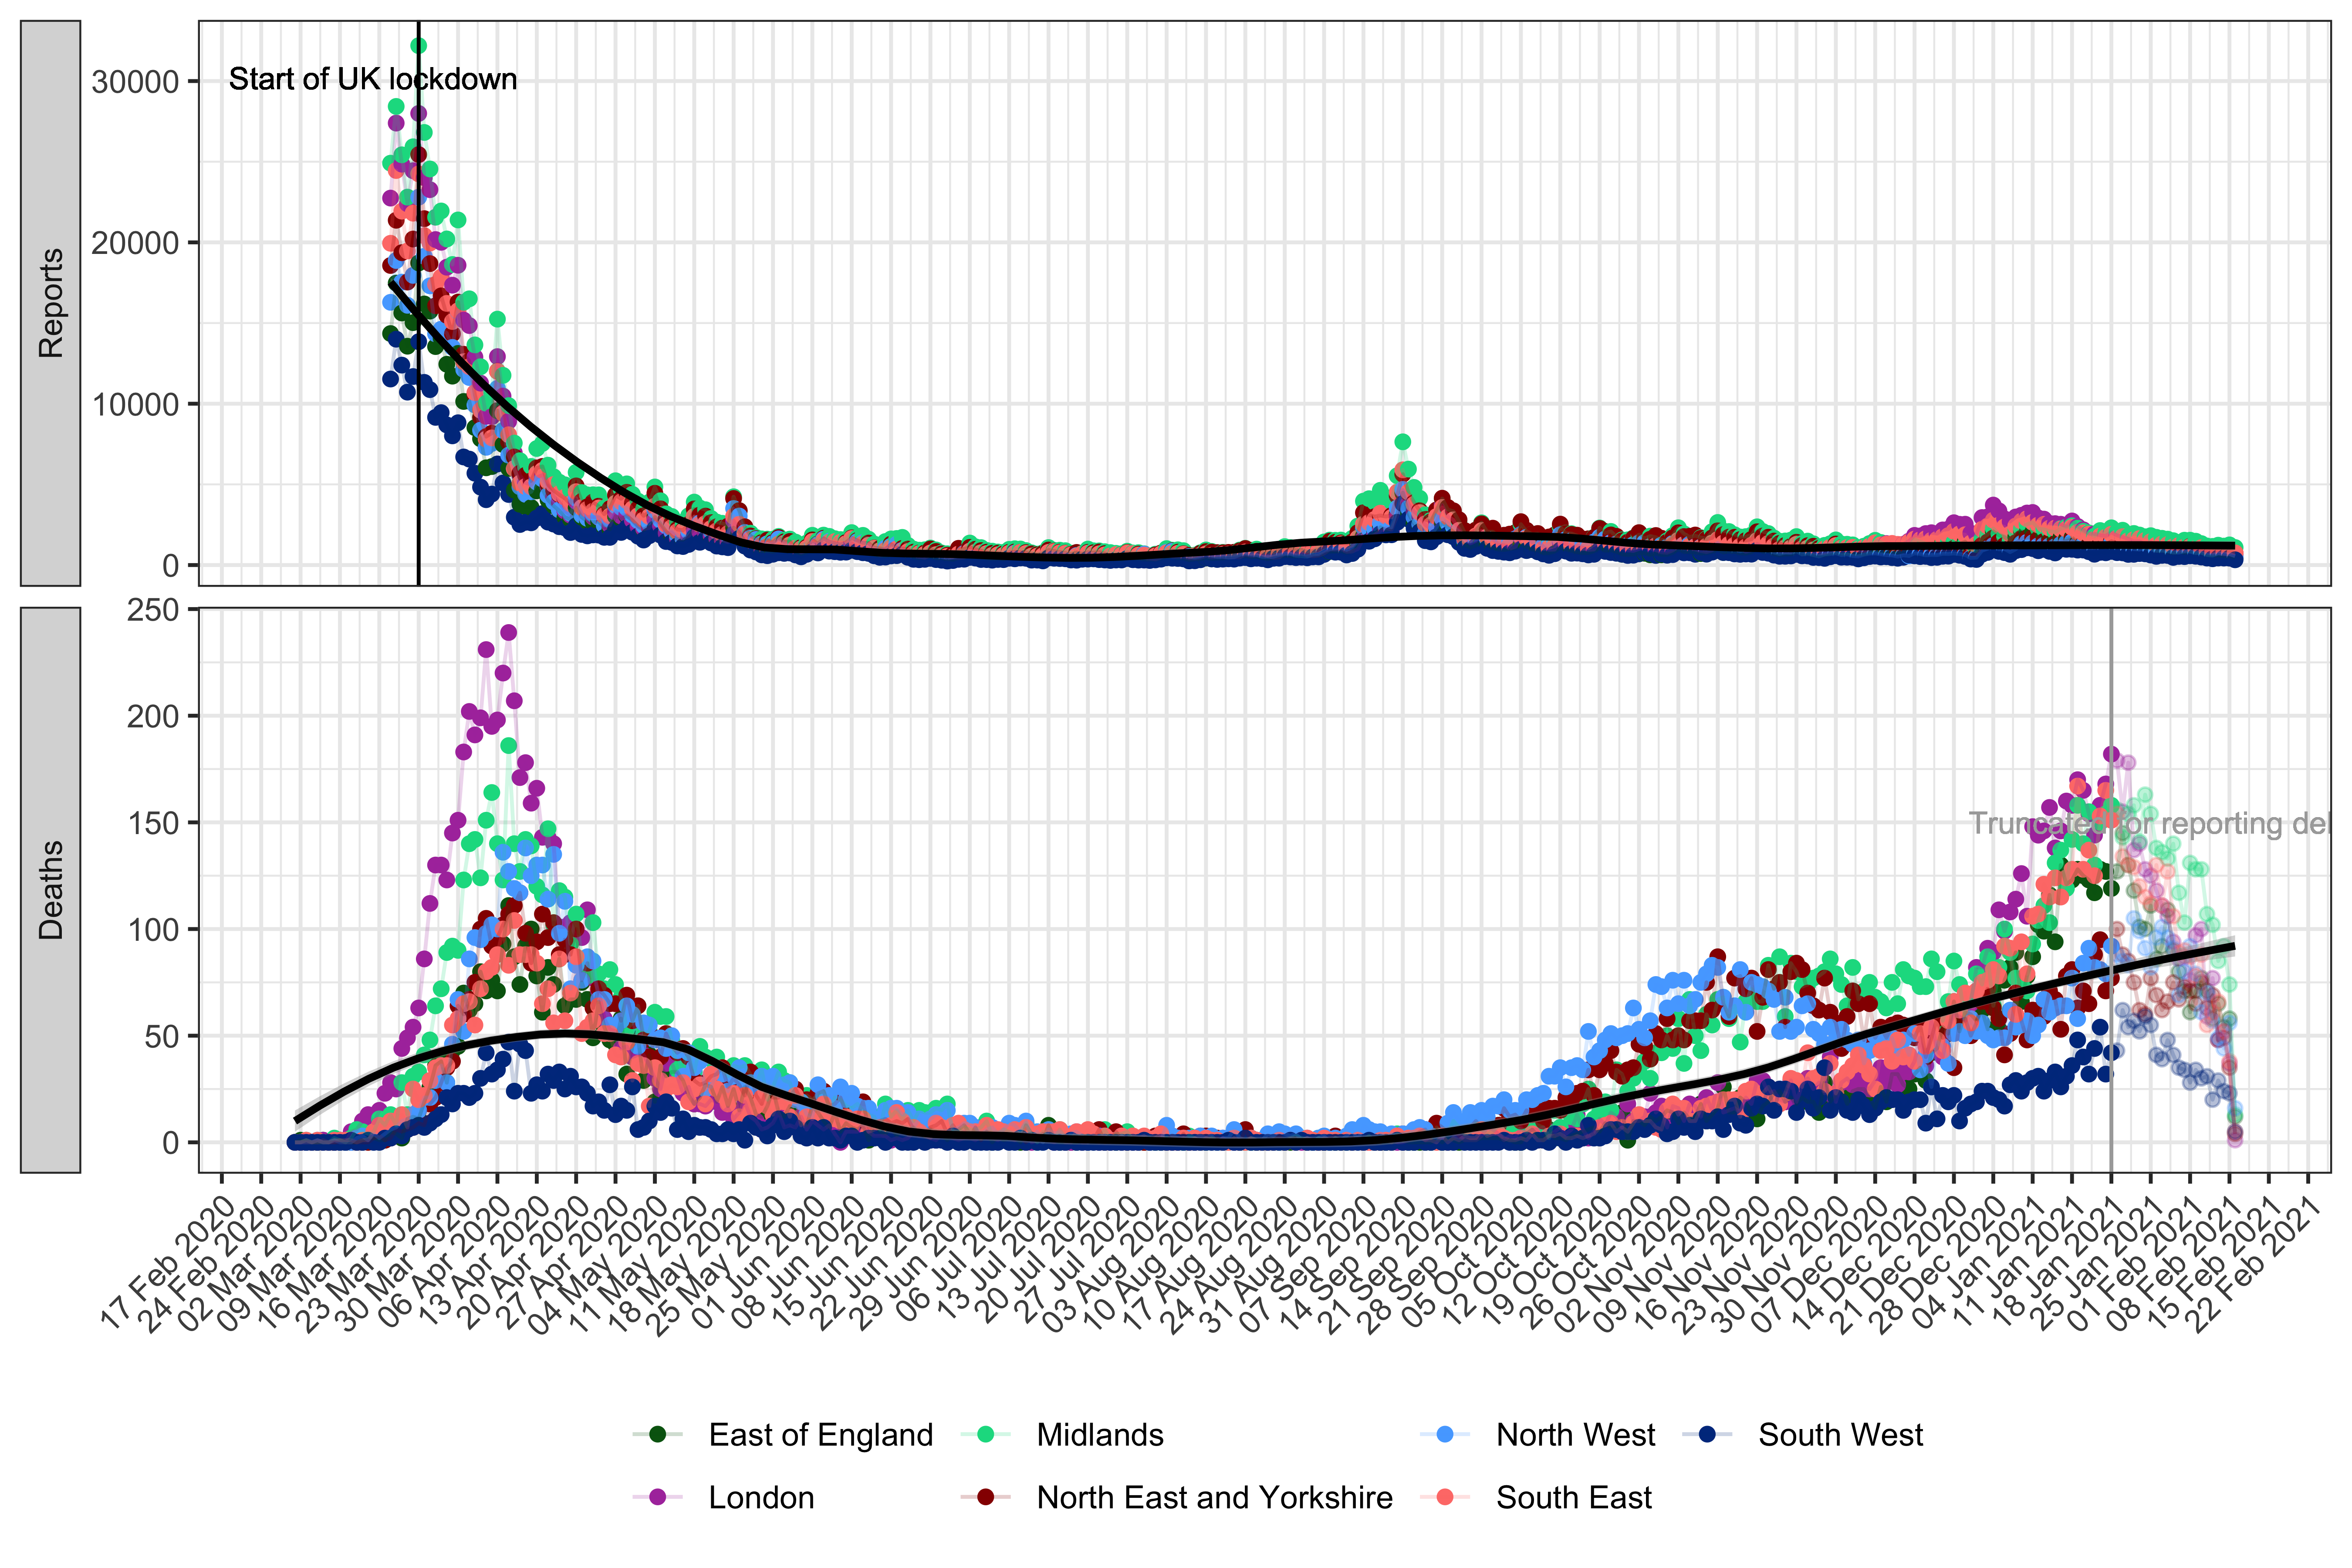 Reports
30000
20000
10000
0
Start of UK lockdown
Deaths
250
200
150
100
50
0
Truncated for reporting del
17 Feb 2020
24 Feb 2020
02 Mar 2020
09 Mar 2020
16 Mar 2020
23 Mar 2020
30 Mar 2020
06 Apr 2020
13 Apr 2020
20 Apr 2020
27 Apr 2020
04 May 2020
11 May 2020
18 May 2020
25 May 2020
01 Jun 2020
08 Jun 2020
15 Jun 2020
22 Jun 2020
29 Jun 2020
06 Jul 2020
13 Jul 2020
20 Jul 2020
27 Jul 2020
03 Aug 2020
10 Aug 2020
17 Aug 2020
24 Aug 2020
31 Aug 2020
07 Sep 2020
14 Sep 2020
21 Sep 2020
28 Sep 2020
05 Oct 2020
12 Oct 2020
19 Oct 2020
26 Oct 2020
02 Nov 2020
09 Nov 2020
16 Nov 2020
23 Nov 2020
30 Nov 2020
07 Dec 2020
14 Dec 2020
21 Dec 2020
28 Dec 2020
04 Jan 2021
11 Jan 2021
18 Jan 2021
25 Jan 2021
01 Feb 2021
08 Feb 2021
15 Feb 2021
22 Feb 2021
East of England
Midlands
North West
South West
London
North East and Yorkshire
South East